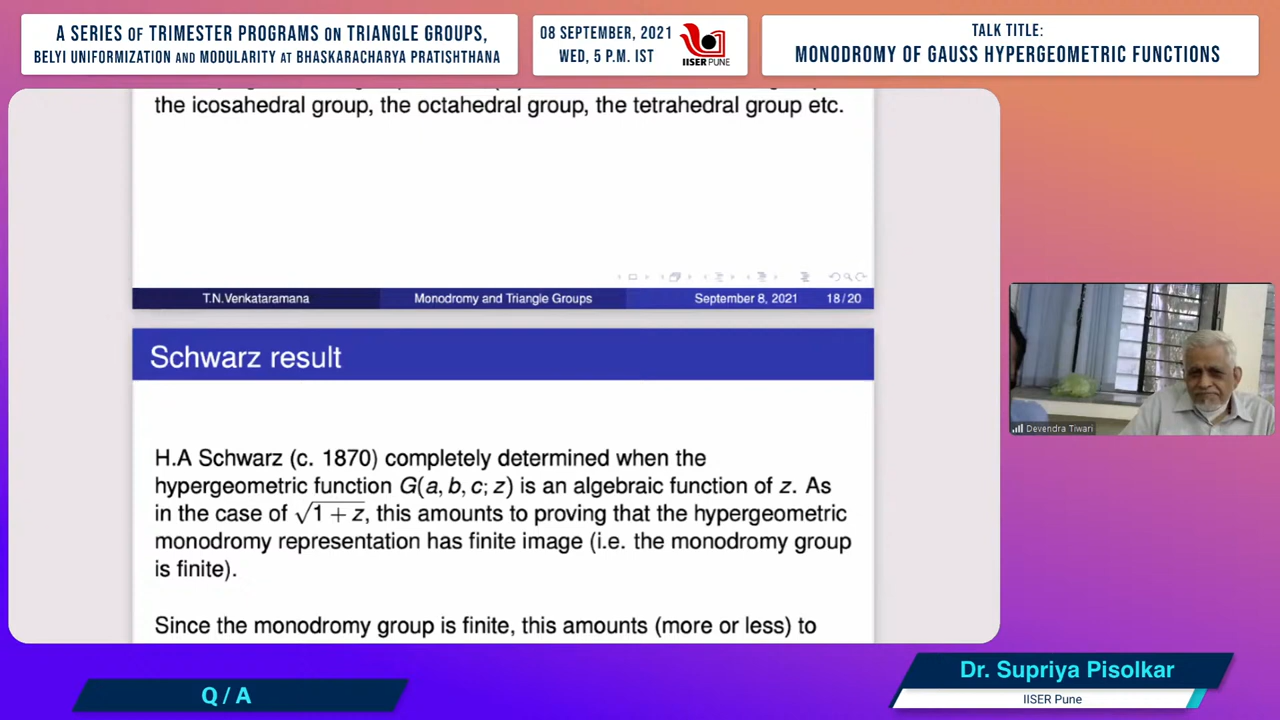 A SERIES OF TRIMESTER PROGRAMS ON TRIANGLE GROUPS,
BELYI UNIFORMIZATION AND MODULARITY AT BHASKARACHARYA PRATISHTHANA
08 SEPTEMBER, 2021
WED, 5 P.M. IST
IISER PUNE
TALK TITLE:
MONODROMY OF GAUSS HYPERGEOMETRIC FUNCTIONS
the icosahedral group, the octahedral group, the tetrahedral group etc.
T.N.Venkataramana Monodromy and Triangle Groups September 8, 2021 18/20
Schwarz result
H.A Schwarz (c. 1870) completely determined when the
hypergeometric function G(a, b, c; z) is an algebraic function of z. As
in the case of √1 + z, this amounts to proving that the hypergeometric
monodromy representation has finite image (i.e. the monodromy group
is finite).
Since the monodromy group is finite, this amounts (more or less) to
Devendra Tiwari
Q / A
Dr. Supriya Pisolkar
IISER Pune